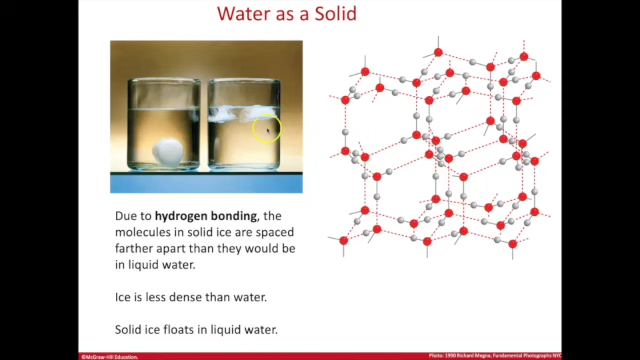 Water as a Solid
Due to hydrogen bonding, the
molecules in solid ice are spaced
farther apart than they would be
in liquid water.
Ice is less dense than water.
Solid ice floats in liquid water.
©McGraw-Hill Education.
Photo: 1990 Richard Megna, Fundamental Photographs NYC